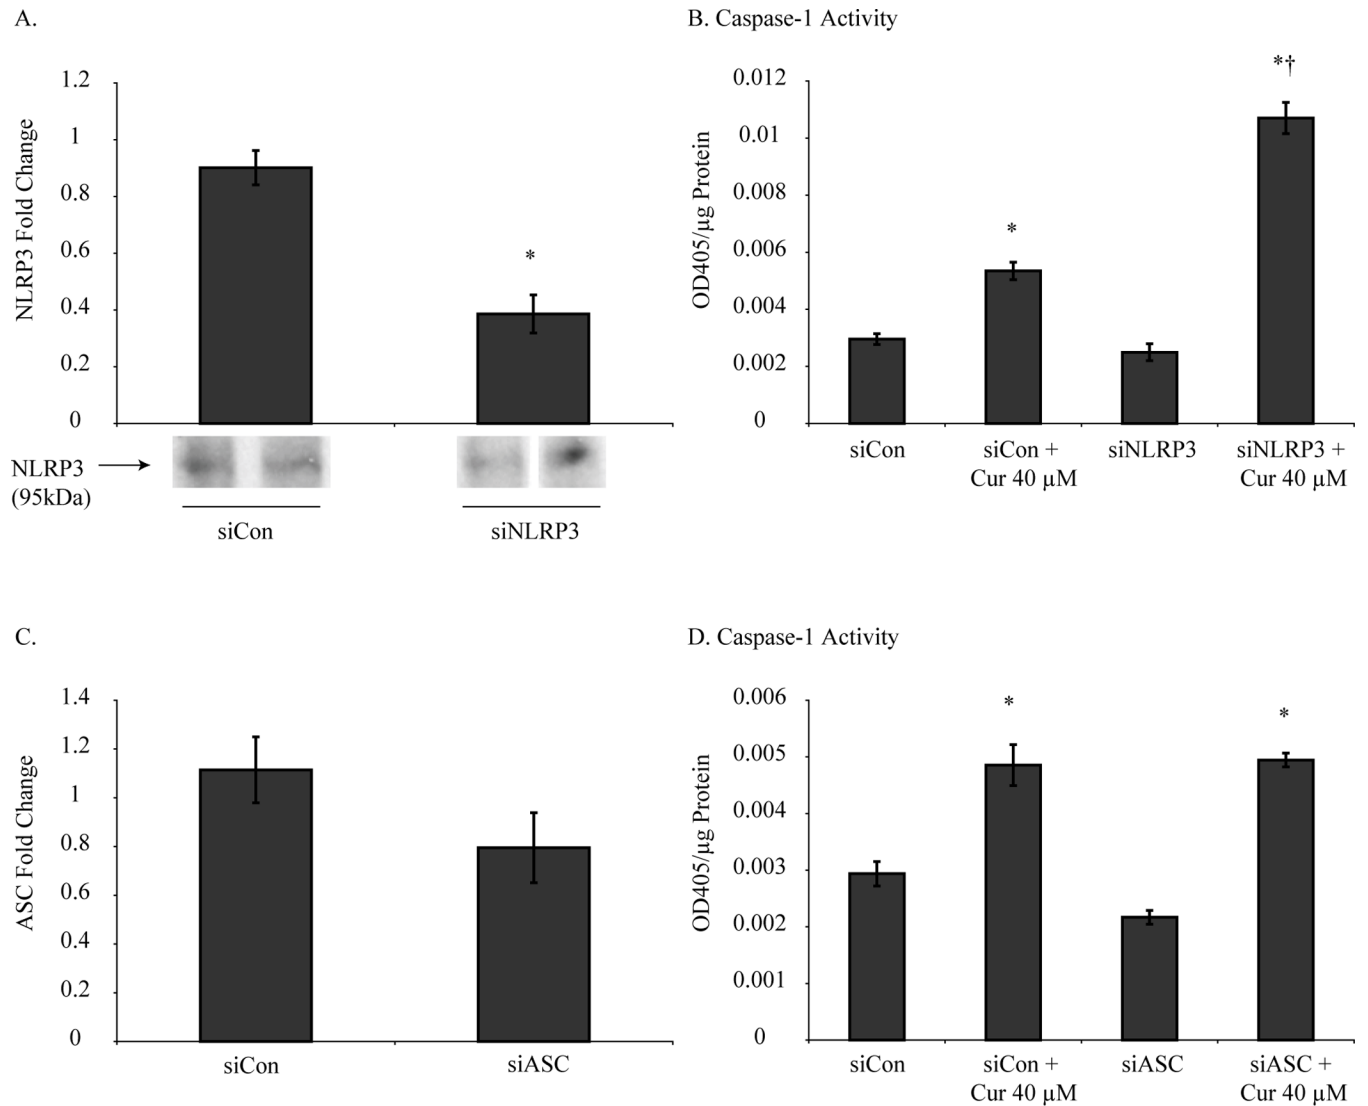 A.
NLRP3 Fold Change
1.2
1
0.8
0.6
0.4
0.2
0
*
NLRP3
(95kDa)
siCon
siNLRP3
B. Caspase-1 Activity
OD405/µg Protein
0.012
0.01
0.008
0.006
0.004
0.002
0
*
*†
siCon
siCon +
Cur 40 µM
siNLRP3
siNLRP3 +
Cur 40 µM
C.
ASC Fold Change
1.4
1.2
1
0.8
0.6
0.4
0.2
0
siCon
siASC
D. Caspase-1 Activity
OD405/µg Protein
0.006
0.005
0.004
0.003
0.002
0.001
0
*
*
siCon
siCon +
Cur 40 µM
siASC
siASC +
Cur 40 µM